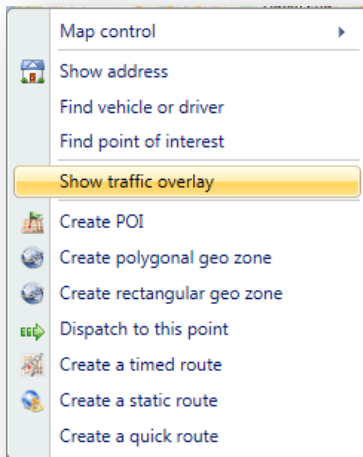 Map control
Show address
Find vehicle or driver
Find point of interest
Show traffic overlay
Create POI
Create polygonal geo zone
Create rectangular geo zone
Dispatch to this point
Create a timed route
Create a static route
Create a quick route